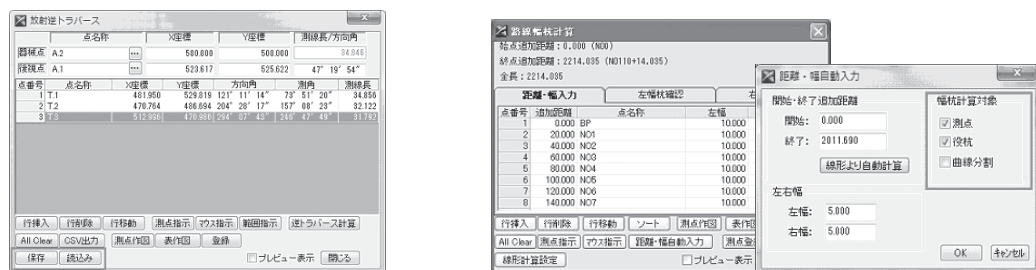 放射逆トラバース
点名称 X座標 Y座標 測線長/方向角
器械点 A.2 ... 500.000 500.000 34.846
後視点 A.1 ... 523.617 525.622 47° 19' 54"
点番号 点名称 X座標 Y座標 方向角 測角 測線長
1 T.1 481.950 529.819 121° 11' 14" 73° 51' 20" 34.856
2 T.2 470.764 486.694 204° 28' 17" 157° 08' 23" 32.122
3 T.3 512.996 470.980 294° 07' 43" 246° 47' 49" 31.792
行挿入 行削除 行移動 測点指示 マウス指示 範囲指示 逆トラバース計算
All Clear CSV出力 測点作図 表作図 登録
保存 読込み プレビュー表示 閉じる
路線幅杭計算
始点追加距離：0.000 (NO0)
終点追加距離：2214.035 (NO110+14.035)
全長：2214.035
距離・幅入力 左幅杭確認
点番号 追加距離 点名称 左幅
1 0.000 BP 10.000
2 20.000 NO1 10.000
3 40.000 NO2 10.000
4 60.000 NO3 10.000
5 80.000 NO4 10.000
6 100.000 NO5 10.000
7 120.000 NO6 10.000
8 140.000 NO7 10.000
行挿入 行削除 行移動 ソート 測点作図 表作図
All Clear 測点指示 マウス指示 距離・幅自動入力 測点登
線形計算設定 プレビュー表示
距離・幅自動入力
開始・終了追加距離
開始: 0.000
終了: 2011.690
線形より自動計算
左右幅
左幅: 5.000
右幅: 5.000
幅杭計算対象
測点
役杭
曲線分割
OK キャンセル